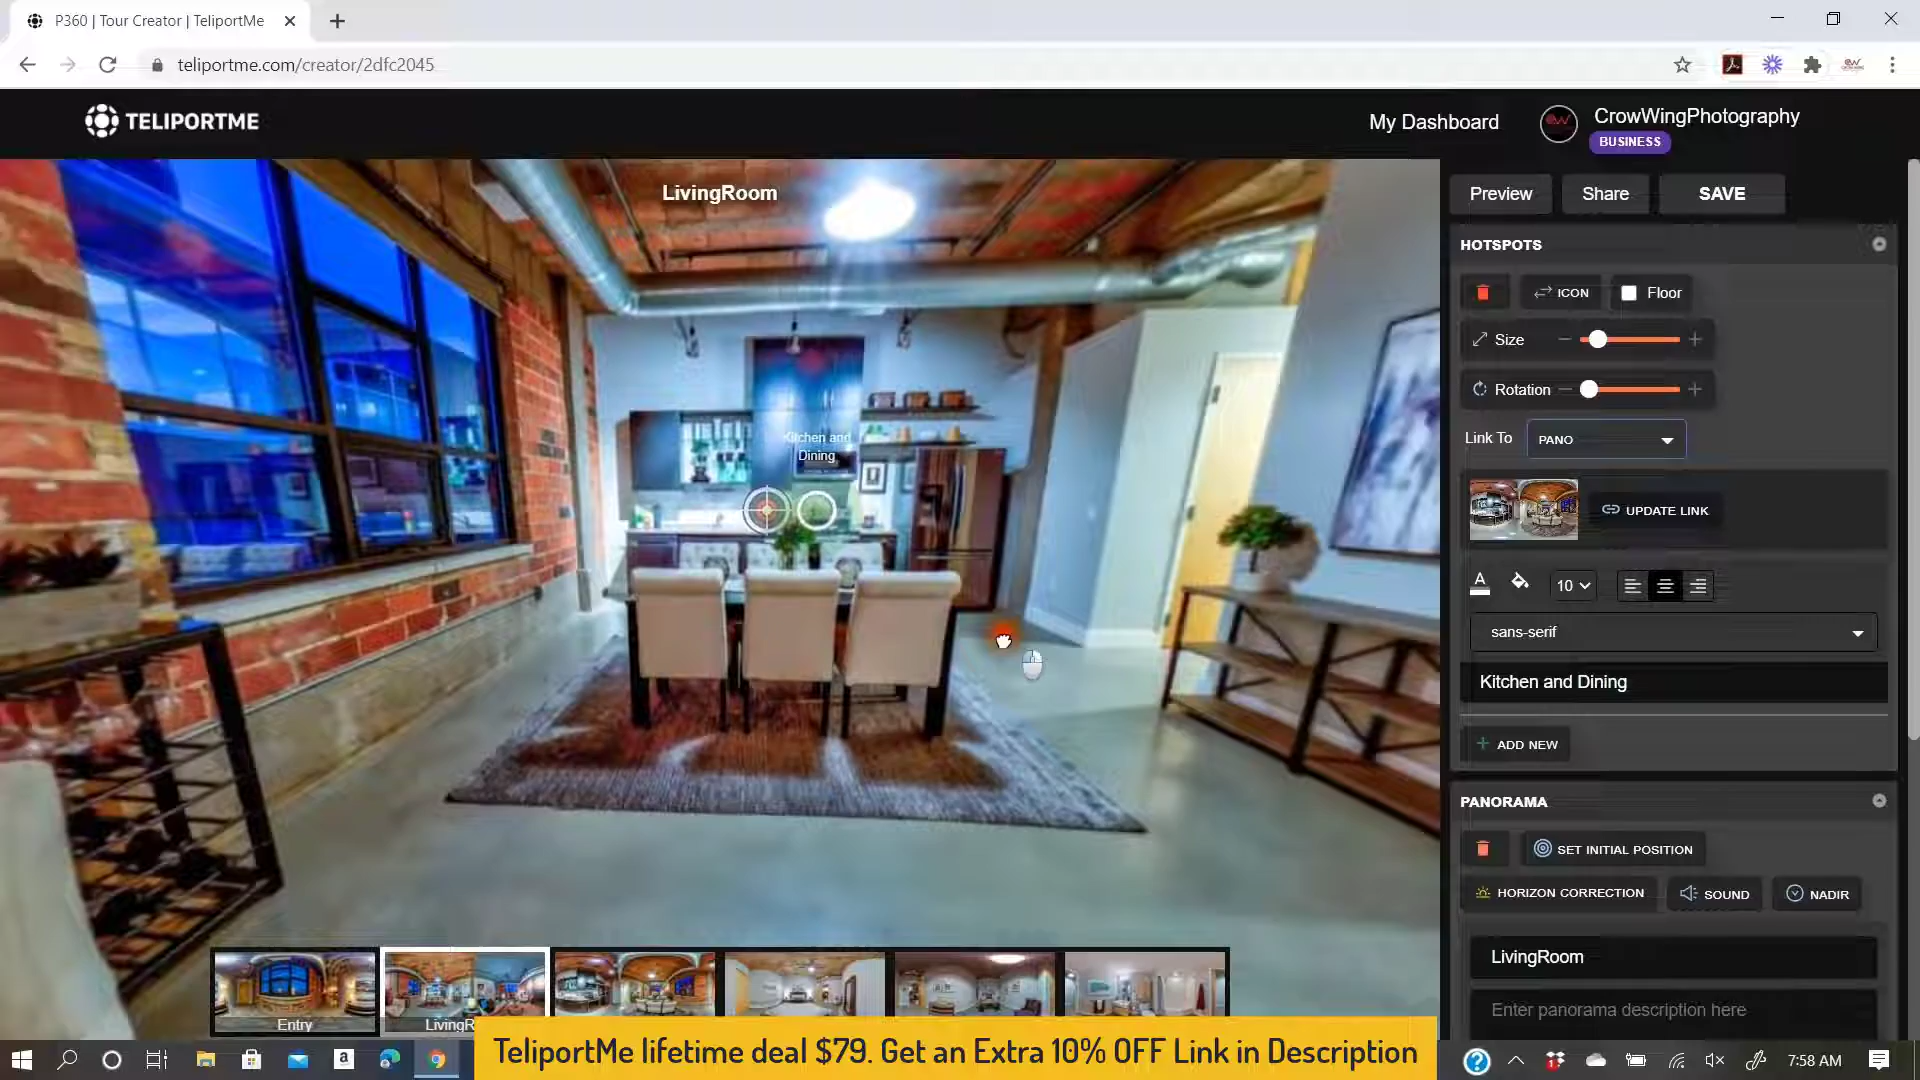 P360 | Tour Creator | TeliportMe
teliportme.com/creator/2dfc2045
TELIPORTME
My Dashboard
CrowWingPhotography
BUSINESS
LivingRoom
Preview
Share
SAVE
HOTSPOTS
ICON
Floor
Size
Rotation
Link To
PANO
Kitchen and
Dining
UPDATE LINK
A
10
sans-serif
Kitchen and Dining
ADD NEW
PANORAMA
SET INITIAL POSITION
HORIZON CORRECTION
SOUND
NADIR
LivingRoom
Enter panorama description here
Entry
LivingR
TeliportMe lifetime deal $79. Get an Extra 10% OFF Link in Description
7:58 AM